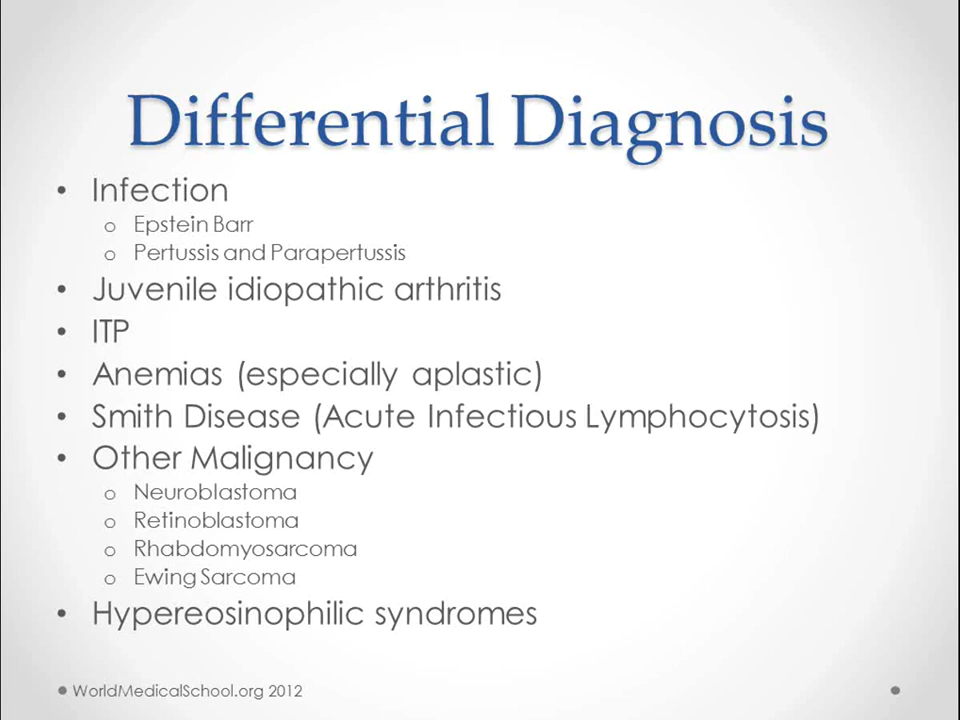 Differential Diagnosis
• Infection
o Epstein Barr
o Pertussis and Parapertussis
• Juvenile idiopathic arthritis
• ITP
• Anemias (especially aplastic)
• Smith Disease (Acute Infectious Lymphocytosis)
• Other Malignancy
o Neuroblastoma
o Retinoblastoma
o Rhabdomyosarcoma
o Ewing Sarcoma
• Hypereosinophilic syndromes
WorldMedicalSchool.org 2012